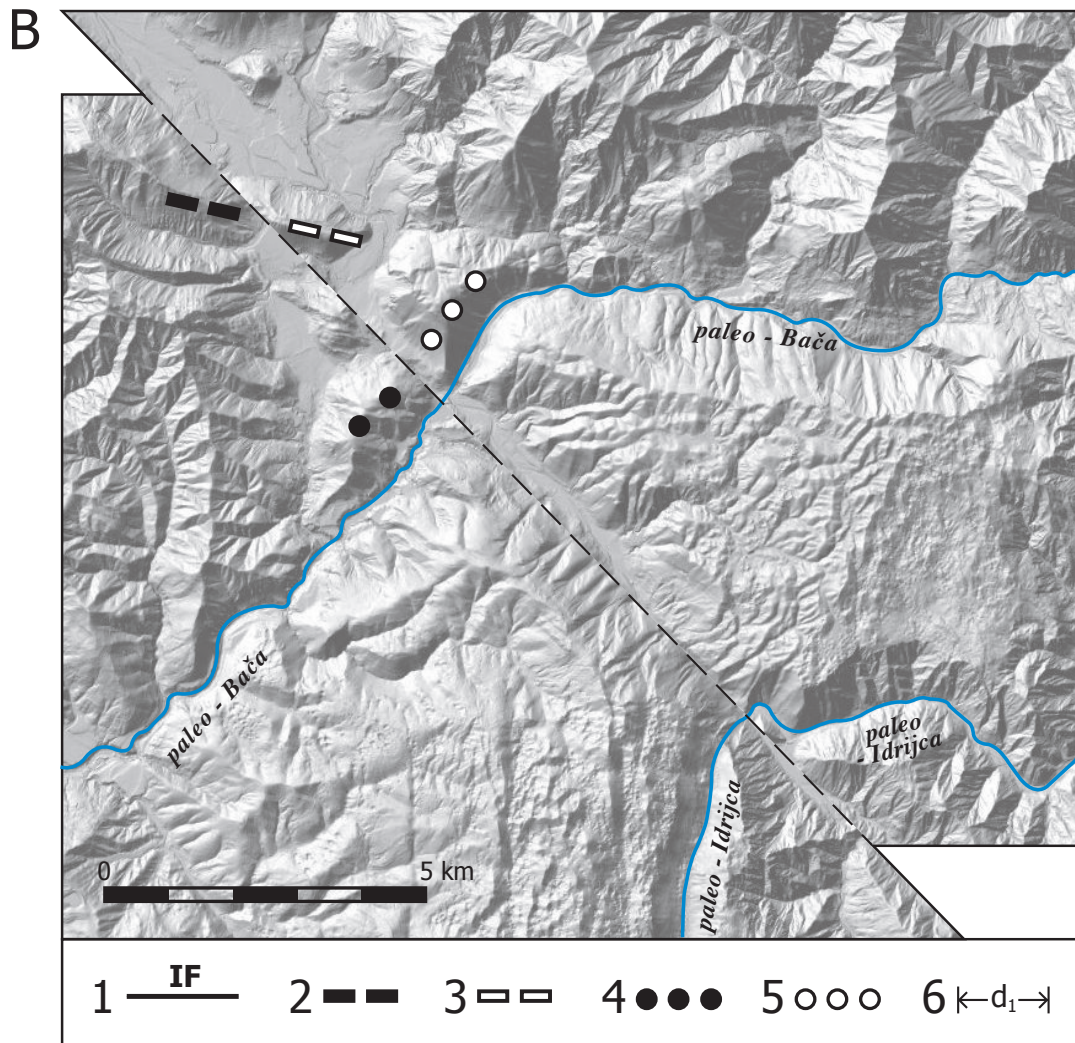 B
paleo - Bača
paleo - Bača
paleo
- Idrijca
paleo - Idrijca
0 5 km
1 IF 2 3 4 5 6 d₁